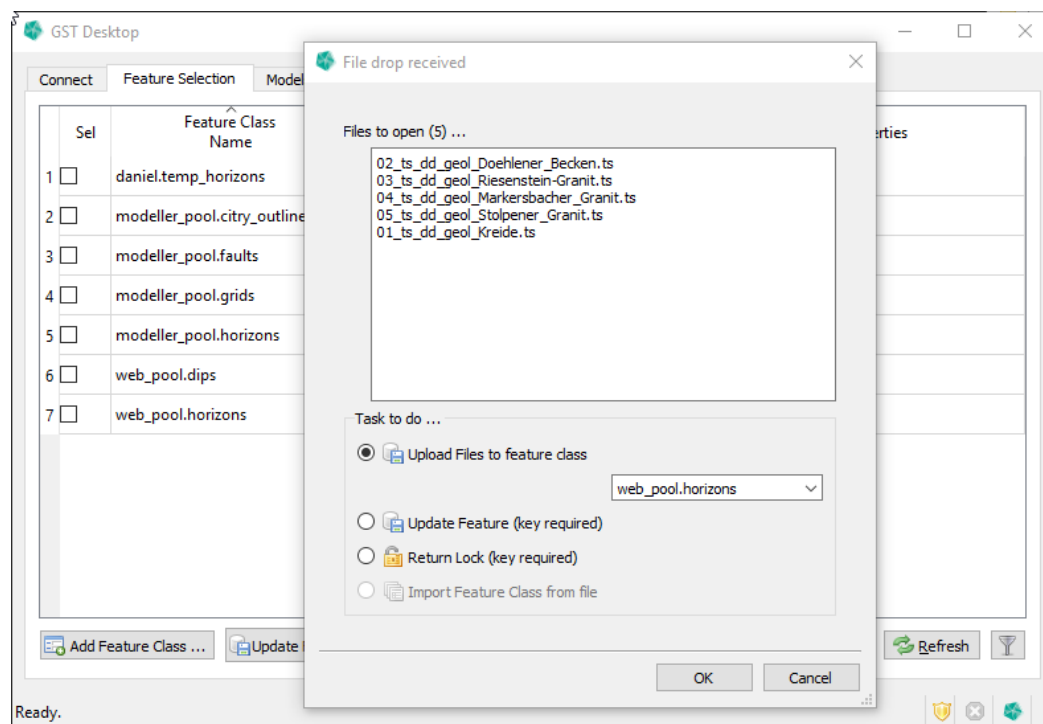 GST Desktop
File drop received
Connect
Feature Selection
Model
Sel
Feature Class
Name
erties
1
daniel.temp_horizons
2
modeller_pool.citry_outline
3
modeller_pool.faults
4
modeller_pool.grids
5
modeller_pool.horizons
6
web_pool.dips
7
web_pool.horizons
Files to open (5) ...
02_ts_dd_geol_Doehlener_Becken.ts
03_ts_dd_geol_Riesenstein-Granit.ts
04_ts_dd_geol_Markersbacher_Granit.ts
05_ts_dd_geol_Stolpener_Granit.ts
01_ts_dd_geol_Kreide.ts
Task to do ...
Upload Files to feature class
web_pool.horizons
Update Feature (key required)
Return Lock (key required)
Import Feature Class from file
Add Feature Class ...
Update
Refresh
OK
Cancel
Ready.